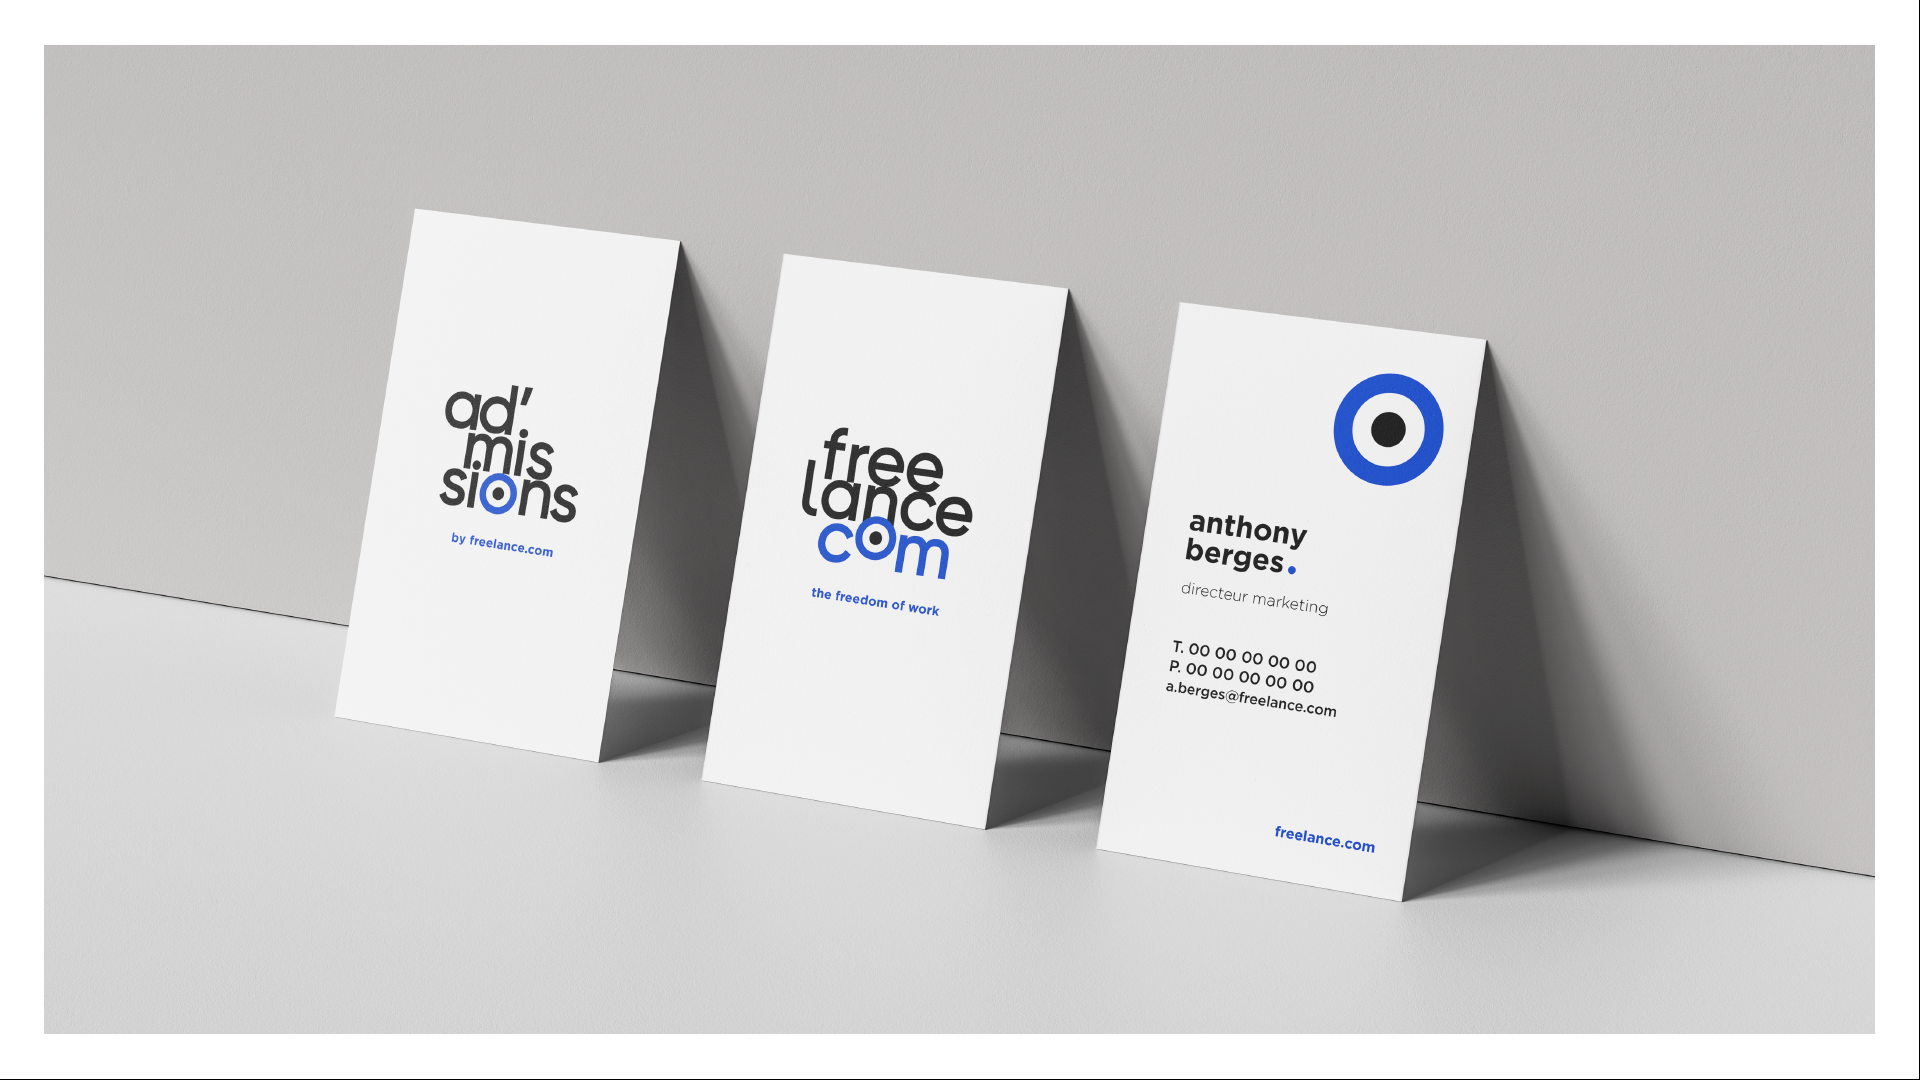 ad'
mis
sions
by freelance.com
free
lance
com
the freedom of work
anthony
berges.
directeur marketing
T. 00 00 00 00 00
P. 00 00 00 00 00
a.berges@freelance.com
freelance.com